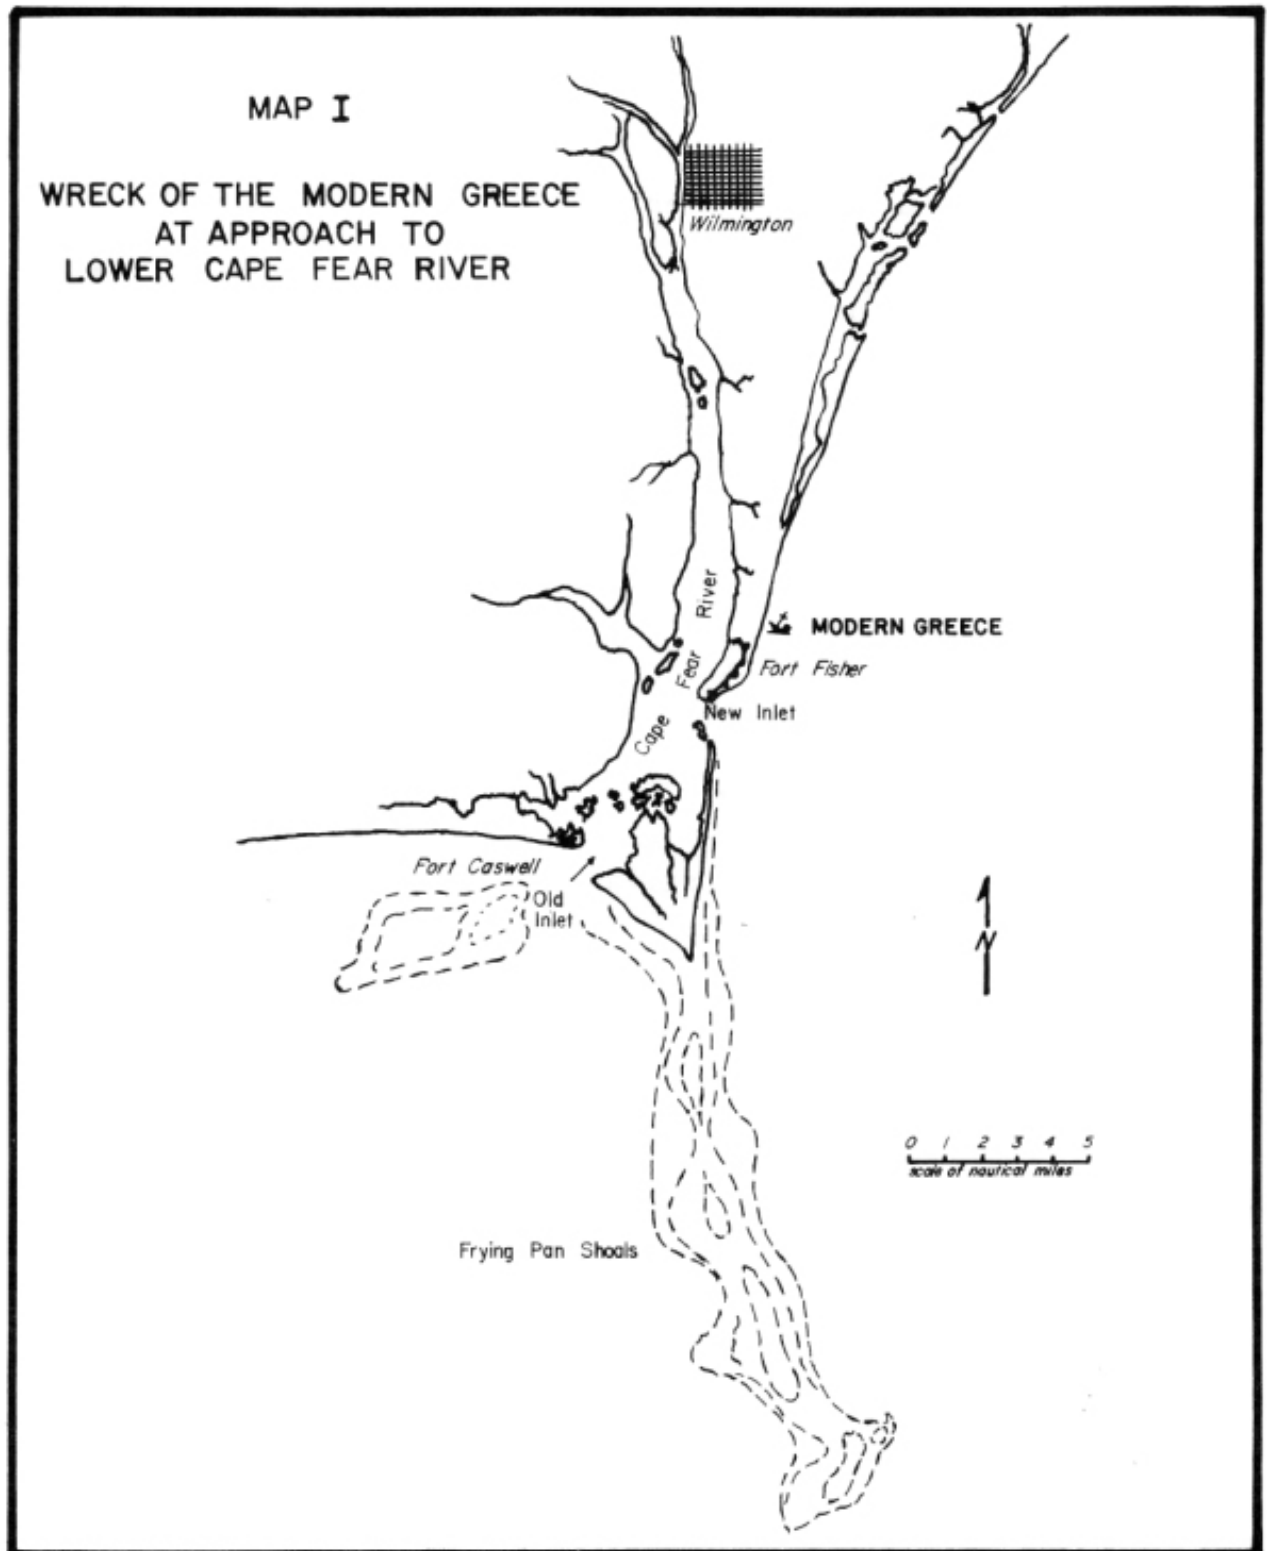 MAP I
WRECK OF THE MODERN GREECE
AT APPROACH TO
LOWER CAPE FEAR RIVER
Wilmington
River
MODERN GREECE
Fear
Fort Fisher
New Inlet
Cape
Fort Caswell
Old
Inlet
N
0 1 2 3 4 5
scale of nautical miles
Frying Pan Shoals